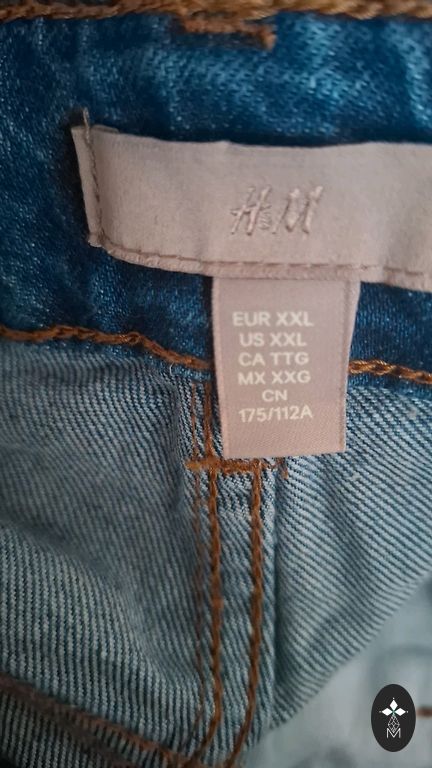 H&M
EUR XXL
US XXL
CA TTG
MX XXG
CN
175/112A
M